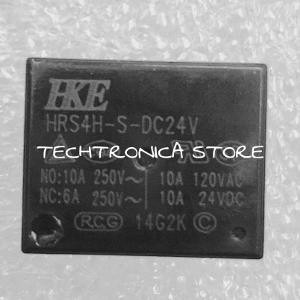 HKE
HRS4H-S-DC24V
TECHTRONICA STORE
NO:10A 250V~ 10A 120VAC
NC:6A 250V~ 10A 24VDC
RCG 14G2K ©